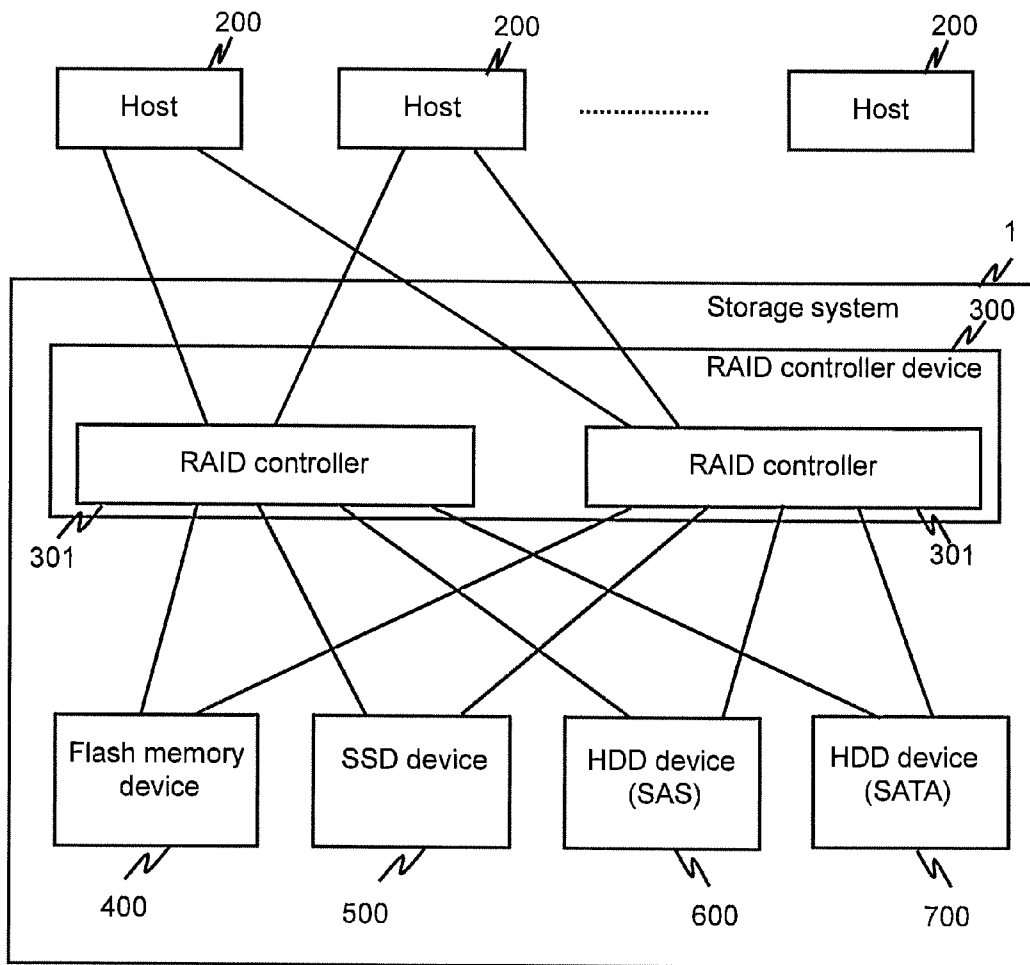 200
200
200
Host
Host
............
Host
1
Storage system
300
RAID controller device
RAID controller
RAID controller
301
301
Flash memory
device
SSD device
HDD device
(SAS)
HDD device
(SATA)
400
500
600
700